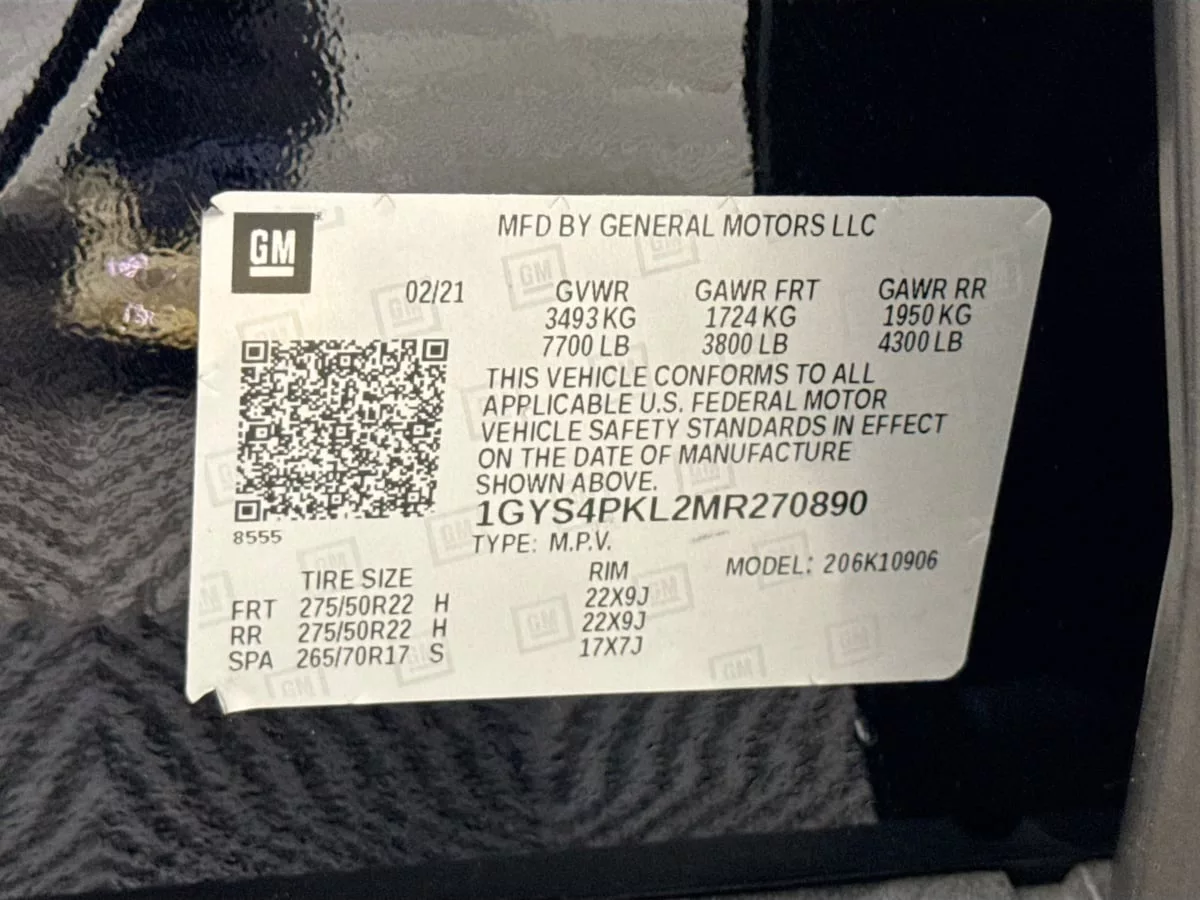 GM
MFD BY GENERAL MOTORS LLC
02/21 GVWR GAWR FRT GAWR RR
3493 KG 1724 KG 1950 KG
7700 LB 3800 LB 4300 LB
THIS VEHICLE CONFORMS TO ALL
APPLICABLE U.S. FEDERAL MOTOR
VEHICLE SAFETY STANDARDS IN EFFECT
ON THE DATE OF MANUFACTURE
SHOWN ABOVE.
1GYS4PKL2MR270890
8555
TYPE: M.P.V.
MODEL: 206K10906
TIRE SIZE RIM
FRT 275/50R22 H 22X9J
RR 275/50R22 H 22X9J
SPA 265/70R17 S 17X7J